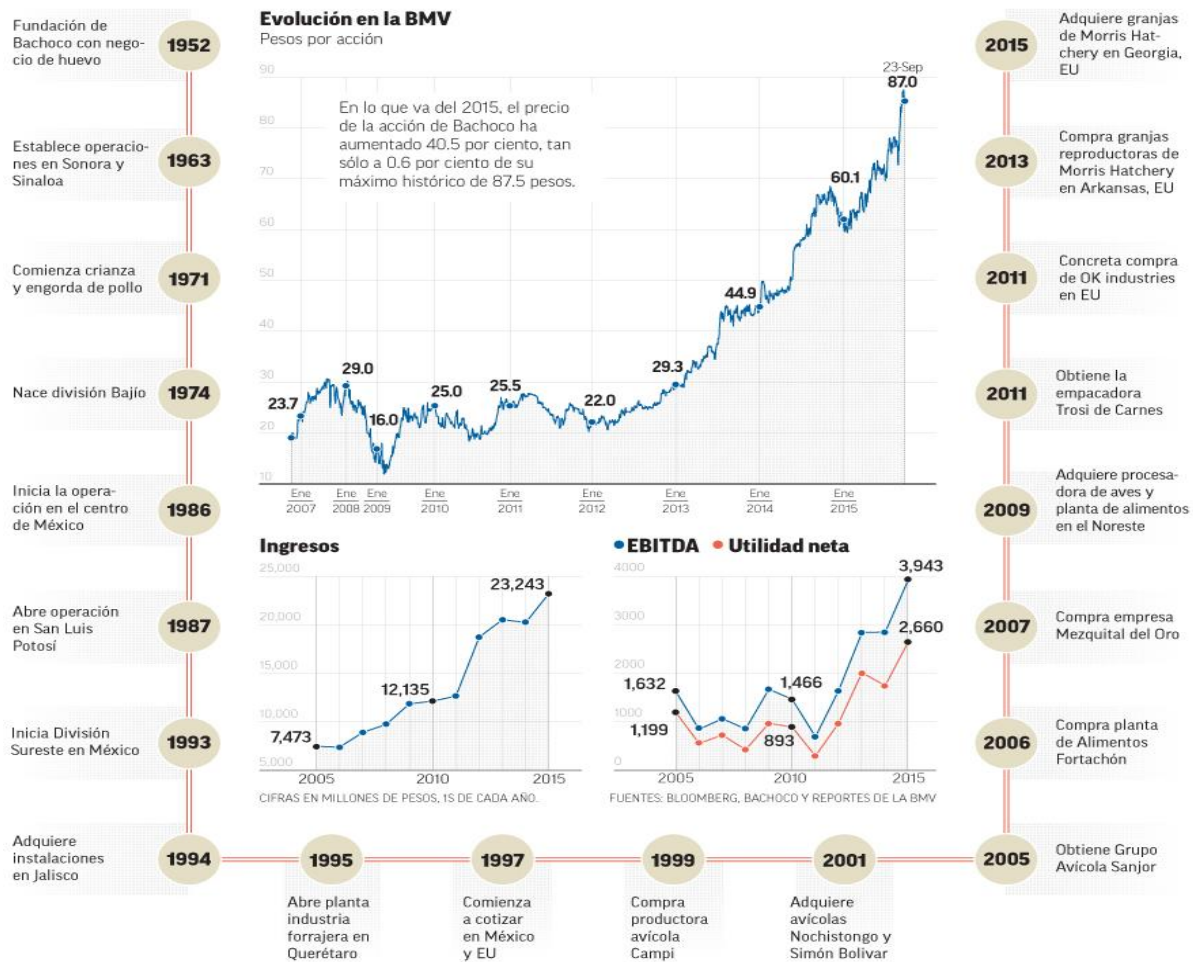 Fundación de
Bachoco con nego-
cio de huevo
1952
Establece operacio-
nes en Sonora y
Sinaloa
1963
Comienza crianza
y engorda de pollo
1971
Nace división Bajío
1974
Inicia la opera-
ción en el centro
de México
1986
Abre operación
en San Luis
Potosí
1987
Inicia División
Sureste en México
1993
Adquiere
instalaciones
en Jalisco
1994
Evolución en la BMV
Pesos por acción
90
80
70
60
50
40
30
20
10
En lo que va del 2015, el precio
de la acción de Bachoco ha
aumentado 40.5 por ciento, tan
sólo a 0.6 por ciento de su
máximo histórico de 87.5 pesos.
23.7
29.0
16.0
25.0
25.5
22.0
29.3
44.9
60.1
23-Sep
87.0
Ene
2007
Ene
2008
Ene
2009
Ene
2010
Ene
2011
Ene
2012
Ene
2013
Ene
2014
Ene
2015
Ingresos
25,000
20,000
15,000
10,000
5,000
7,473
12,135
23,243
2005
2010
2015
CIFRAS EN MILLONES DE PESOS, 1S DE CADA AÑO.
EBITDA
Utilidad neta
4000
3000
2000
1000
0
1,632
1,199
1,466
893
3,943
2,660
2005
2010
2015
FUENTES: BLOOMBERG, BACHOCO Y REPORTES DE LA BMV
1995
Abre planta
industria
forrajera en
Querétaro
1997
Comienza
a cotizar
en México
y EU
1999
Compra
productora
avícola
Campi
2001
Adquiere
avícolas
Nochistongo y
Simón Bolivar
2015
Adquiere granjas
de Morris Hat-
chery en Georgia,
EU
2013
Compra granjas
reproductoras de
Morris Hatchery
en Arkansas, EU
2011
Concreta compra
de OK industries
en EU
2011
Obtiene la
empacadora
Trosi de Carnes
2009
Adquiere procesa-
dora de aves y
planta de alimentos
en el Noreste
2007
Compra empresa
Mezquital del Oro
2006
Compra planta
de Alimentos
Fortachón
2005
Obtiene Grupo
Avícola Sanjor